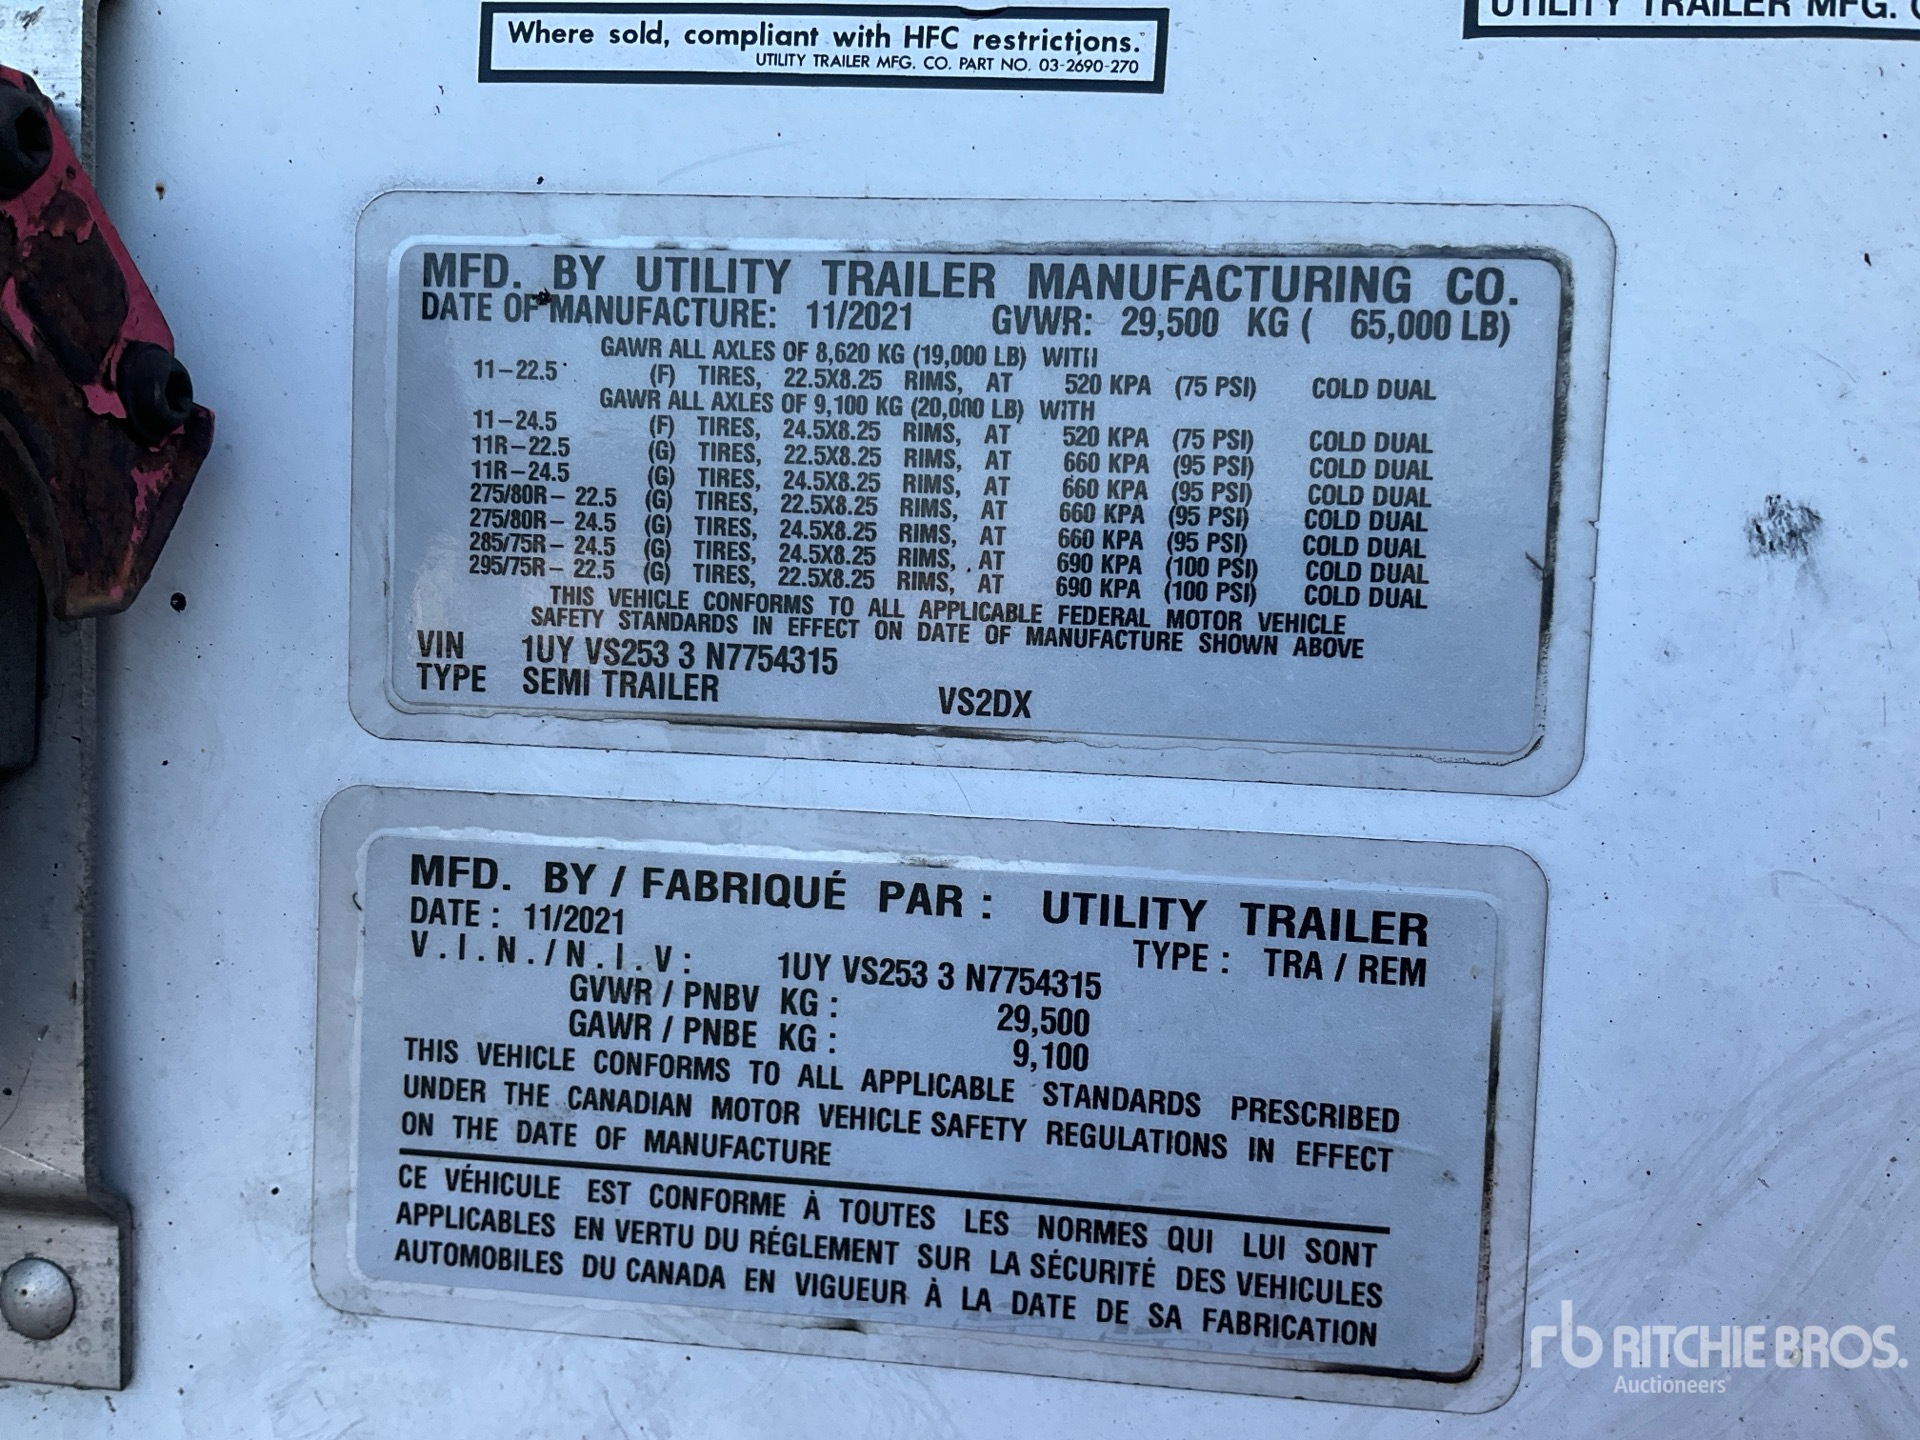 Where sold, compliant with HFC restrictions.
UTILITY TRAILER MFG. CO. PART NO. 03-2690-270
UTILITY TRAILER MFG.
MFD. BY UTILITY TRAILER MANUFACTURING CO.
DATE OF MANUFACTURE: 11/2021 GVWR: 29,500 KG ( 65,000 LB)
GAWR ALL AXLES OF 8,620 KG (19,000 LB) WITH
11-22.5 (F) TIRES, 22.5X8.25 RIMS, AT 520 KPA (75 PSI) COLD DUAL
GAWR ALL AXLES OF 9,100 KG (20,000 LB) WITH
11-24.5 (F) TIRES, 24.5X8.25 RIMS, AT 520 KPA (75 PSI) COLD DUAL
11R-22.5 (G) TIRES, 22.5X8.25 RIMS, AT 660 KPA (95 PSI) COLD DUAL
11R-24.5 (G) TIRES, 24.5X8.25 RIMS, AT 660 KPA (95 PSI) COLD DUAL
275/80R- 22.5 (G) TIRES, 22.5X8.25 RIMS, AT 660 KPA (95 PSI) COLD DUAL
275/80R- 24.5 (G) TIRES, 24.5X8.25 RIMS, AT 660 KPA (95 PSI) COLD DUAL
285/75R- 24.5 (G) TIRES, 24.5X8.25 RIMS, AT 690 KPA (100 PSI) COLD DUAL
295/75R- 22.5 (G) TIRES, 22.5X8.25 RIMS, AT 690 KPA (100 PSI) COLD DUAL
THIS VEHICLE CONFORMS TO ALL APPLICABLE FEDERAL MOTOR VEHICLE
SAFETY STANDARDS IN EFFECT ON DATE OF MANUFACTURE SHOWN ABOVE
VIN 1UY VS253 3 N7754315
TYPE SEMI TRAILER VS2DX
MFD. BY / FABRIQUÉ PAR : UTILITY TRAILER
DATE : 11/2021 TYPE : TRA / REM
V.I.N./N.I.V: 1UY VS253 3 N7754315
GVWR / PNBV KG : 29,500
GAWR / PNBE KG : 9,100
THIS VEHICLE CONFORMS TO ALL APPLICABLE STANDARDS PRESCRIBED
UNDER THE CANADIAN MOTOR VEHICLE SAFETY REGULATIONS IN EFFECT
ON THE DATE OF MANUFACTURE
CE VÉHICULE EST CONFORME À TOUTES LES NORMES QUI LUI SONT
APPLICABLES EN VERTU DU RÉGLEMENT SUR LA SÉCURITÉ DES VEHICULES
AUTOMOBILES DU CANADA EN VIGUEUR À LA DATE DE SA FABRICATION
rb RITCHIE BROS.
Auctioneers